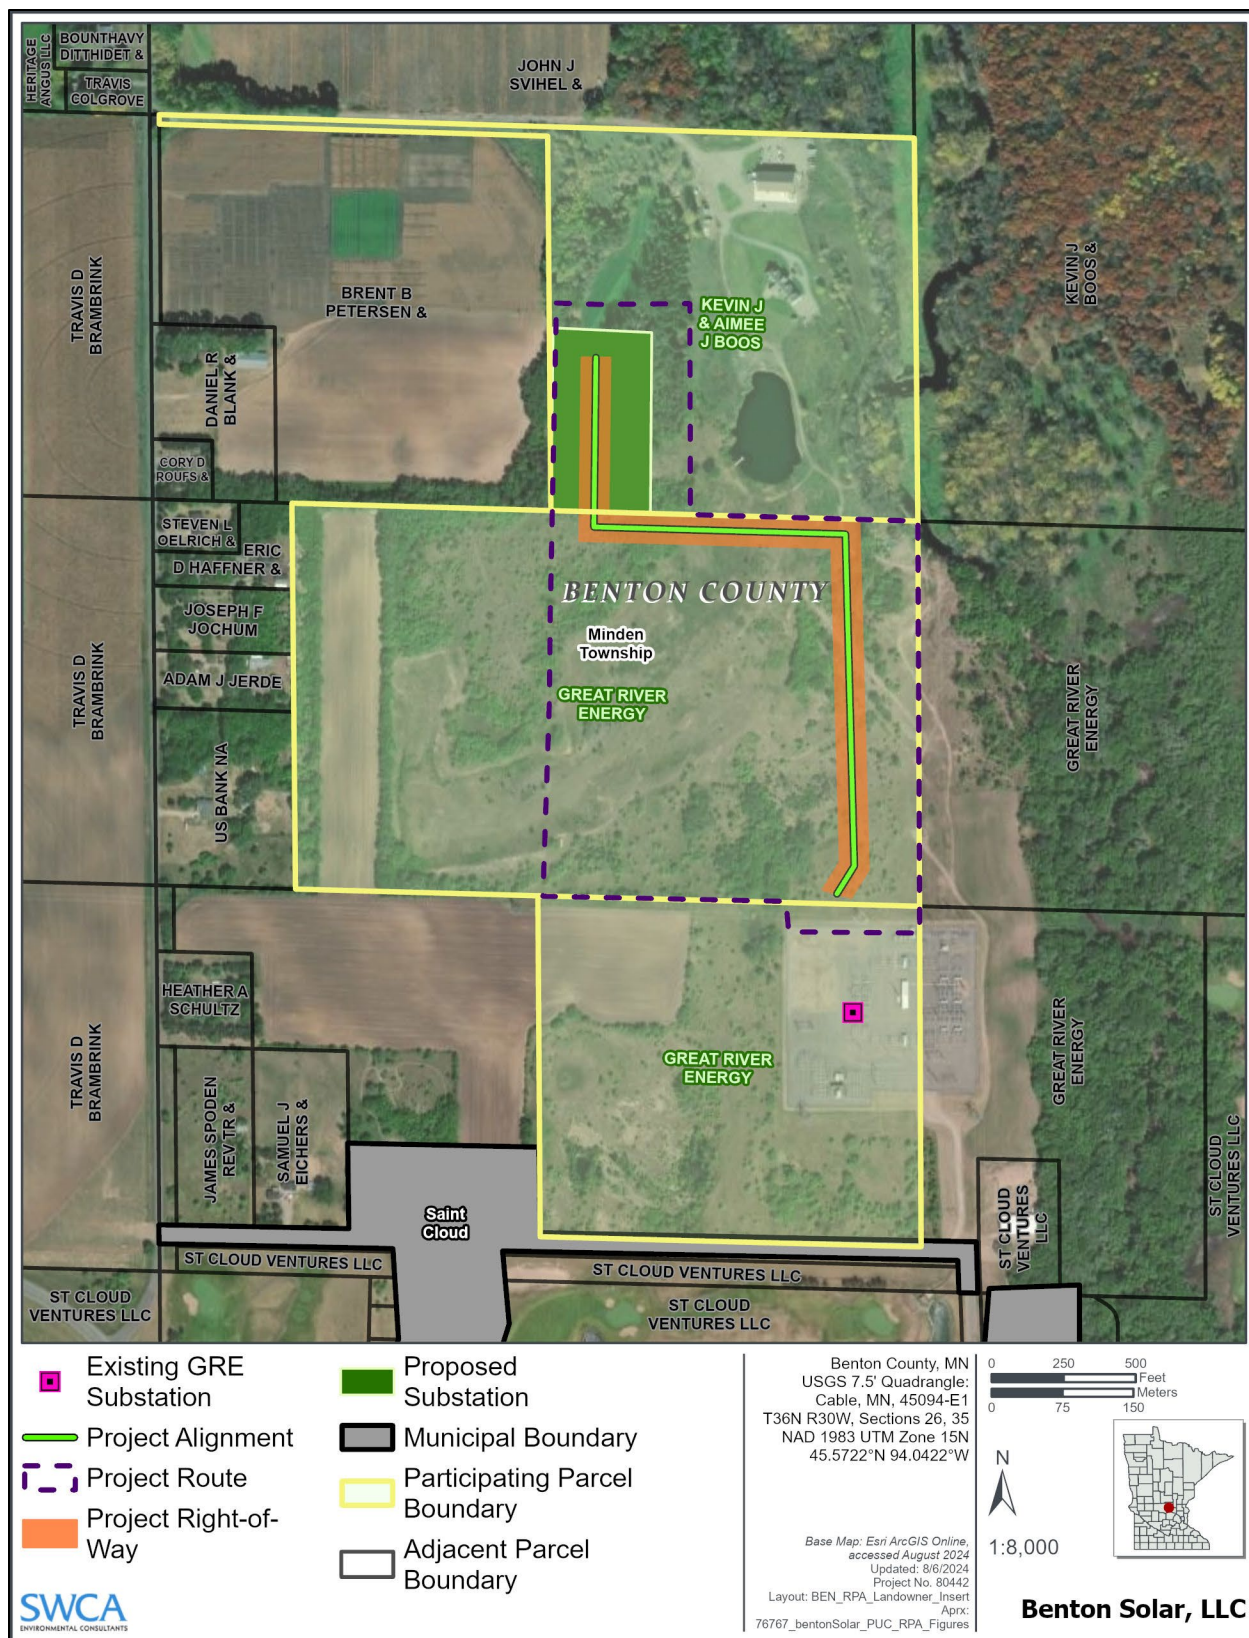 HERITAGE
ANGUS LLC
BOUNTHAVY
DITTHIDET &
TRAVIS
COLGROVE
JOHN J
SVIHEL &
TRAVIS D
BRAMBRINK
BRENT B
PETERSEN &
KEVIN J
& AIMEE
J BOOS
KEVIN J
BOOS &
DANIEL R
BLANK &
CORY D
ROUFS &
STEVEN L
OELRICH &
ERIC
D HAFFNER &
JOSEPH F
JOCHUM
ADAM J JERDE
TRAVIS D
BRAMBRINK
US BANK NA
BENTON COUNTY
Minden
Township
GREAT RIVER
ENERGY
GREAT RIVER
ENERGY
HEATHER A
SCHULTZ
TRAVIS D
BRAMBRINK
JAMES SPODEN
REV TR &
SAMUEL J
EICHERS &
GREAT RIVER
ENERGY
GREAT RIVER
ENERGY
ST CLOUD
VENTURES LLC
ST CLOUD
VENTURES
LLC
Saint
Cloud
ST CLOUD VENTURES LLC
ST CLOUD VENTURES LLC
ST CLOUD
VENTURES LLC
ST CLOUD
VENTURES LLC
Existing GRE
Substation
Project Alignment
Project Route
Project Right-of-
Way
Proposed
Substation
Municipal Boundary
Participating Parcel
Boundary
Adjacent Parcel
Boundary
SWCA
ENVIRONMENTAL CONSULTANTS
Benton County, MN
USGS 7.5' Quadrangle:
Cable, MN, 45094-E1
T36N R30W, Sections 26, 35
NAD 1983 UTM Zone 15N
45.5722°N 94.0422°W
Base Map: Esri ArcGIS Online,
accessed August 2024
Updated: 8/6/2024
Project No. 80442
Layout: BEN_RPA_Landowner_Insert
Aprx:
76767_bentonSolar_PUC_RPA_Figures
0 250 500
Feet
Meters
0 75 150
N
1:8,000
Benton Solar, LLC